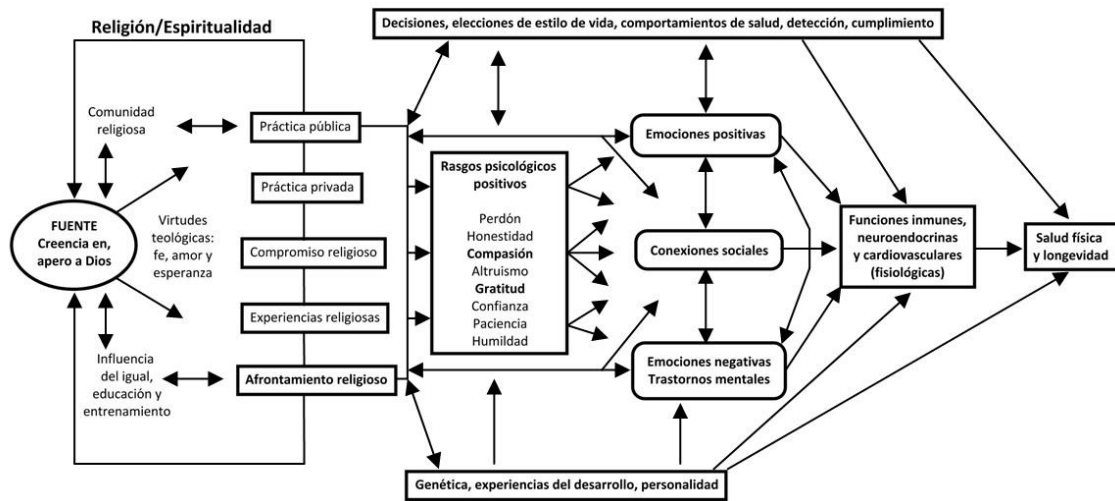 Religión/Espiritualidad
Decisiones, elecciones de estilo de vida, comportamientos de salud, detección, cumplimiento
Comunidad
religiosa
FUENTE
Creencia en,
apero a Dios
Virtudes
teológicas:
fe, amor y
esperanza
Influencia
del igual,
educación y
entrenamiento
Práctica pública
Práctica privada
Compromiso religioso
Experiencias religiosas
Afrontamiento religioso
Rasgos psicológicos
positivos
Perdón
Honestidad
Compasión
Altruismo
Gratitud
Confianza
Paciencia
Humildad
Emociones positivas
Conexiones sociales
Emociones negativas
Trastornos mentales
Funciones inmunes,
neuroendocrinas
y cardiovasculares
(fisiológicas)
Salud física
y longevidad
Genética, experiencias del desarrollo, personalidad